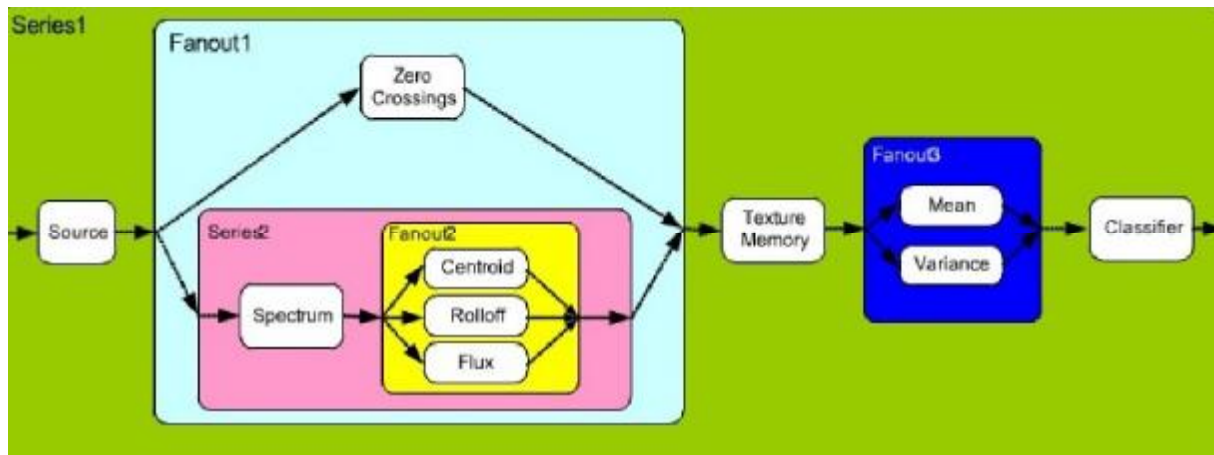 Series1
Fanout1
Zero
Crossings
Source
Series2
Fanout2
Spectrum
Centroid
Rolloff
Flux
Texture
Memory
Fanout3
Mean
Variance
Classifier